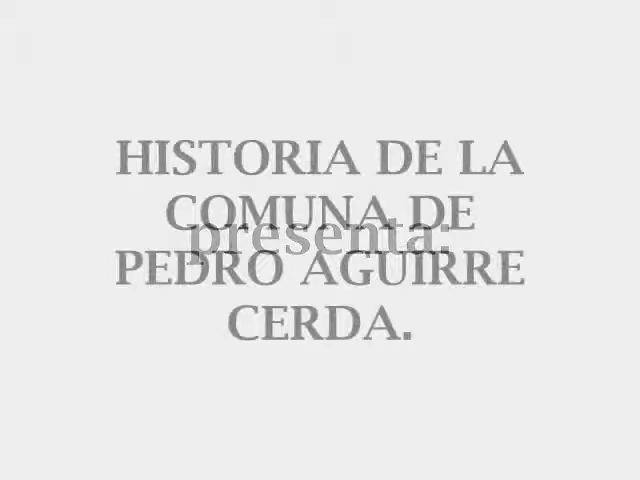 HISTORIA DE LA
COMUNA DE
presenta:
PEDRO AGUIRRE
CERDA.